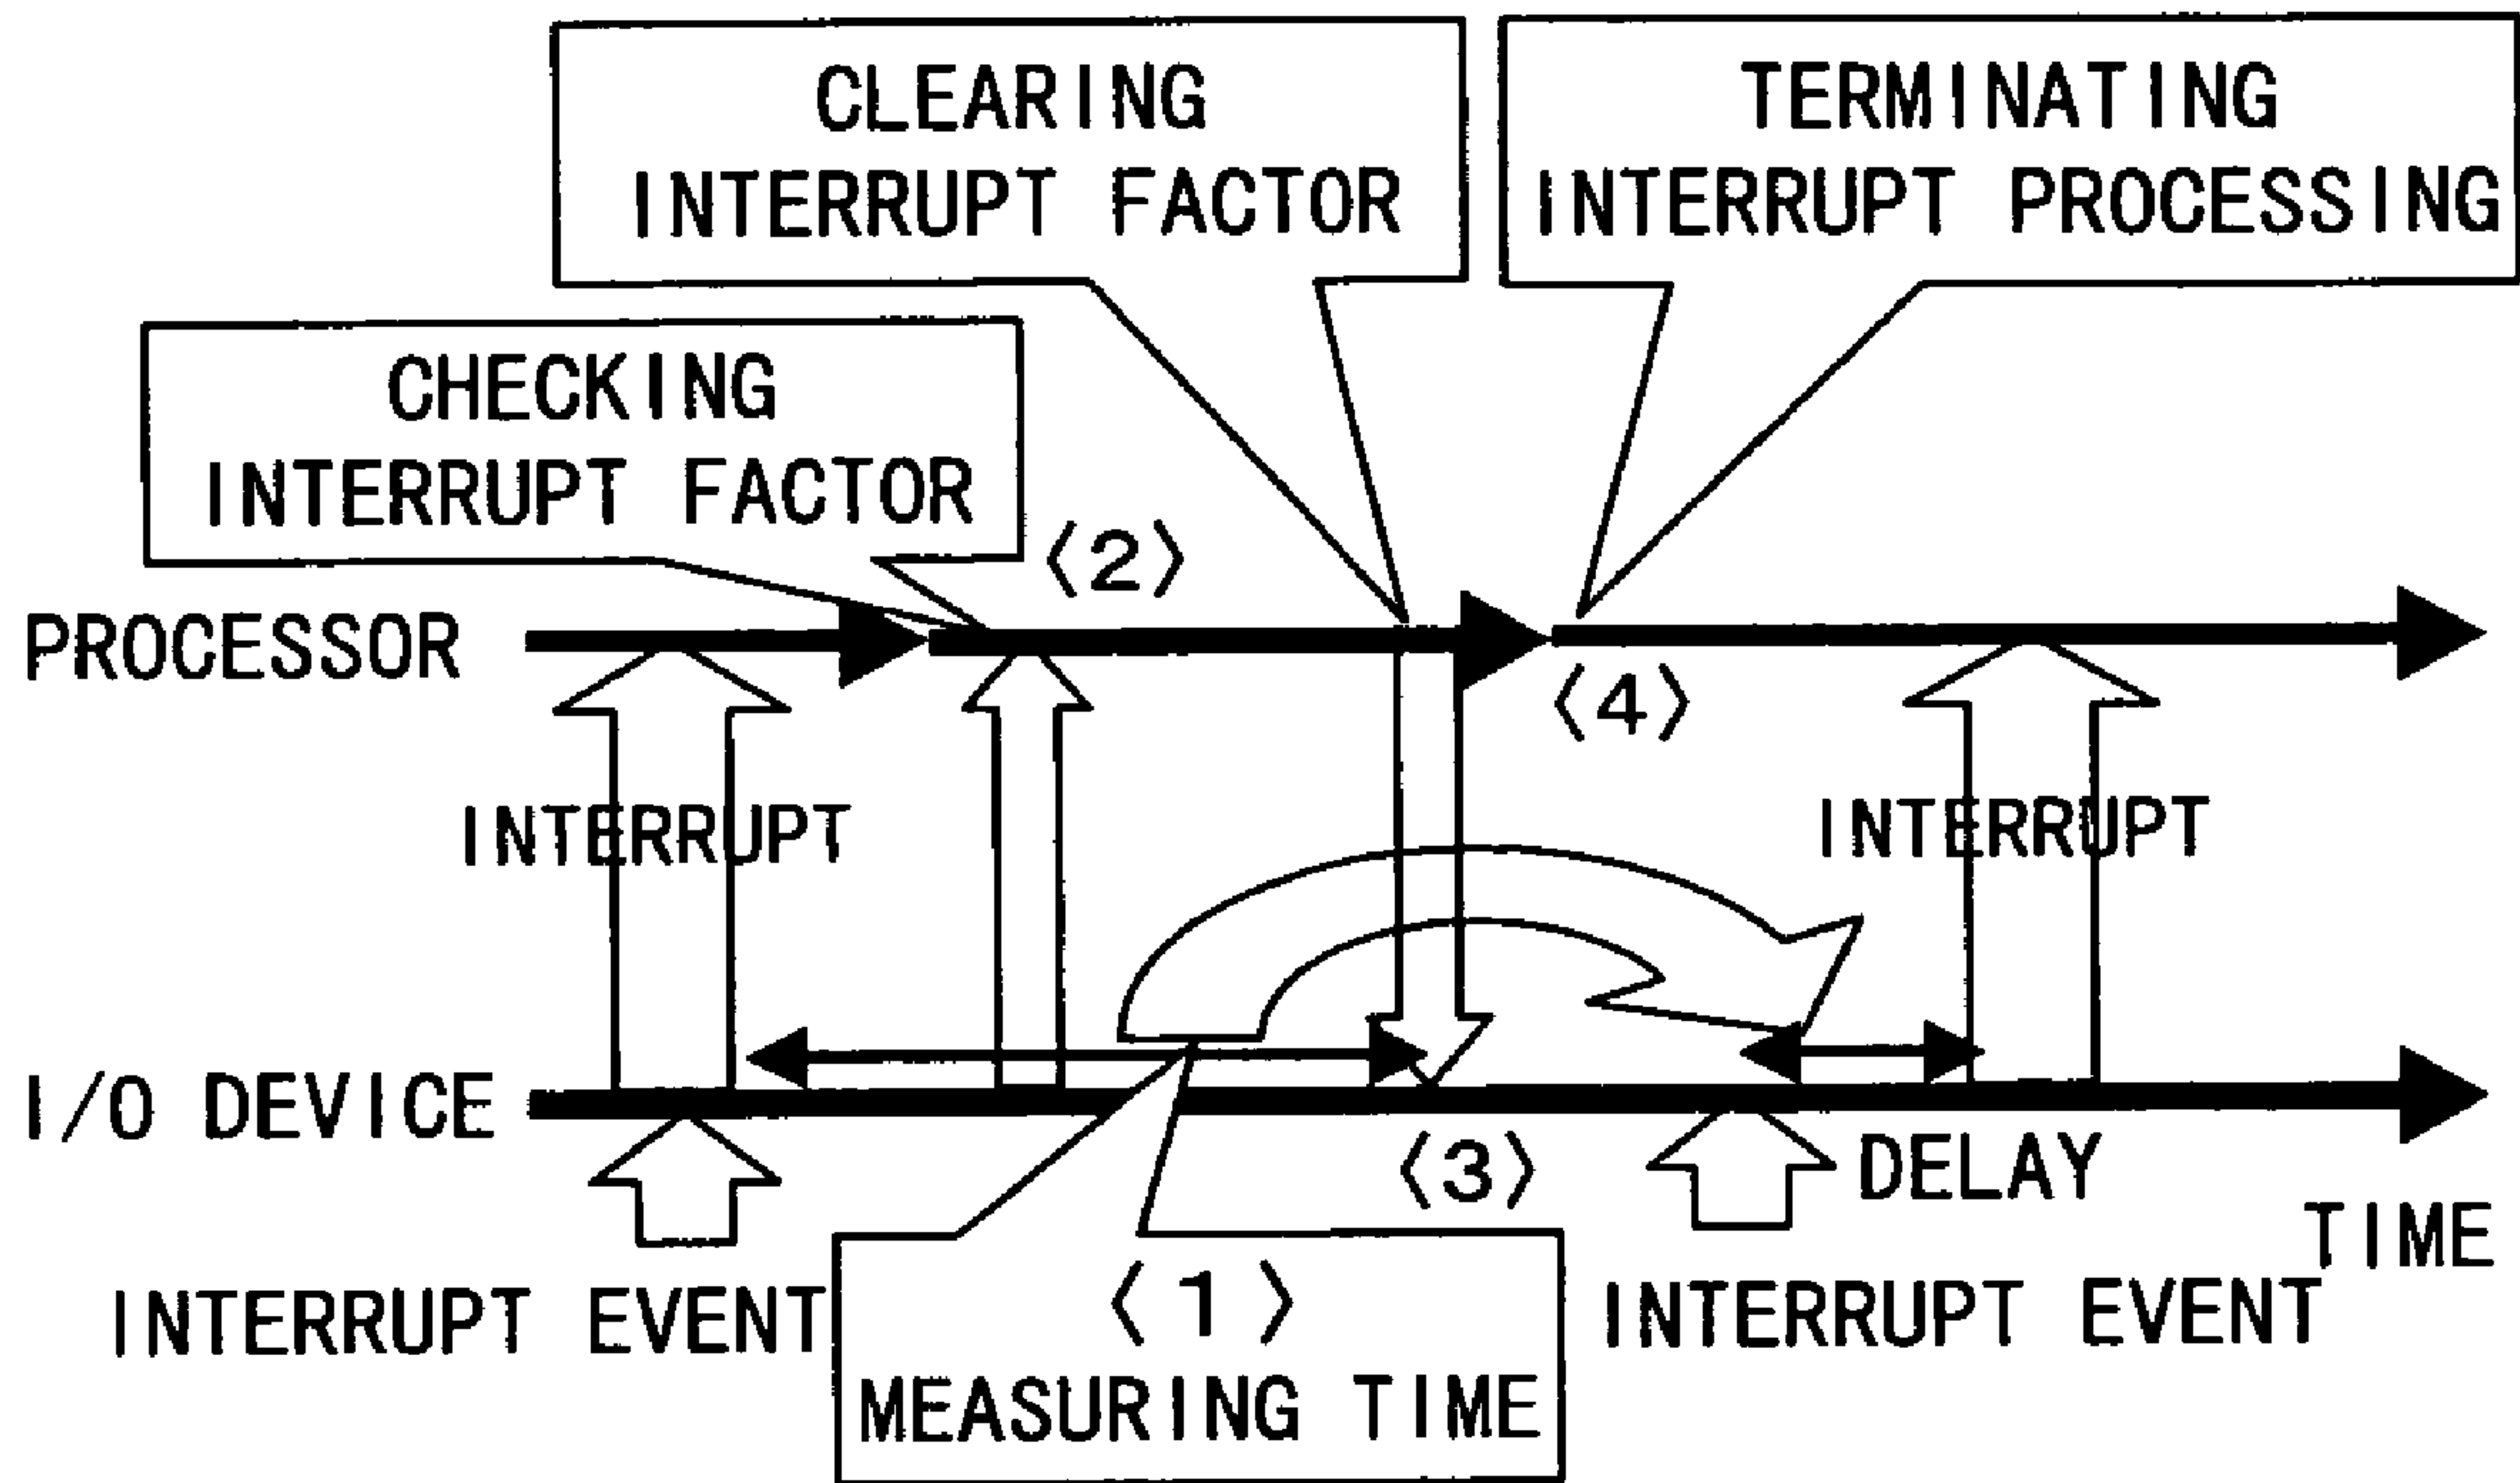 CLEARING
INTERRUPT FACTOR
TERMINATING
INTERRUPT PROCESSING
CHECKING
INTERRUPT FACTOR
〈2〉
PROCESSOR
〈4〉
INTERRUPT
INTERRUPT
I/O DEVICE
〈3〉
DELAY
TIME
INTERRUPT EVENT
〈1〉
MEASURING TIME
INTERRUPT EVENT